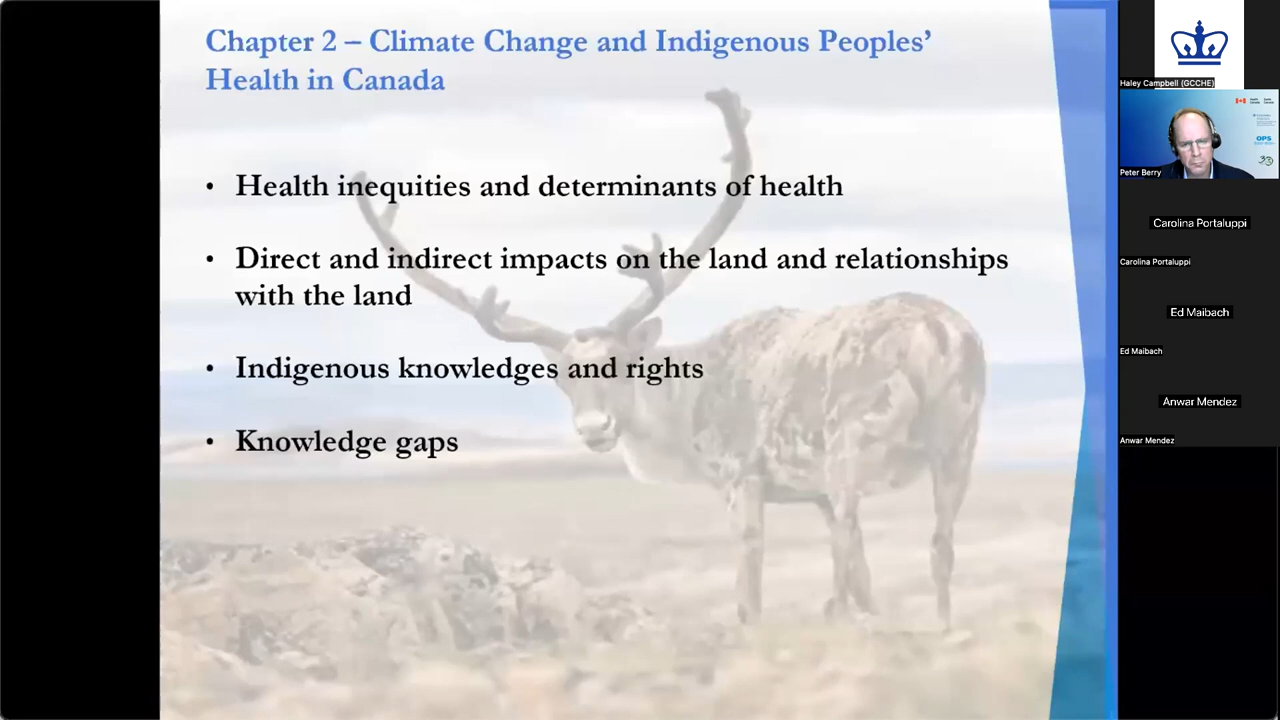 Chapter 2 – Climate Change and Indigenous Peoples’
Health in Canada
• Health inequities and determinants of health
• Direct and indirect impacts on the land and relationships
with the land
• Indigenous knowledges and rights
• Knowledge gaps
Haley Campbell (GCCHE)
OPS
Peter Berry
Carolina Portaluppi
Carolina Portaluppi
Ed Maibach
Ed Maibach
Anwar Mendez
Anwar Mendez